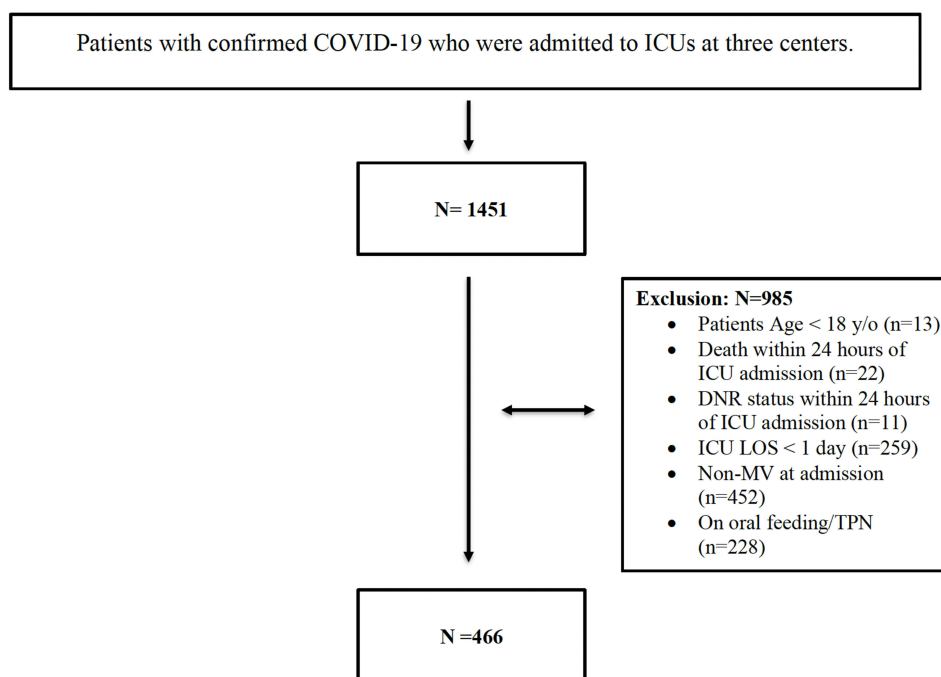 Patients with confirmed COVID-19 who were admitted to ICUs at three centers.
N= 1451
Exclusion: N=985
• Patients Age < 18 y/o (n=13)
• Death within 24 hours of
ICU admission (n=22)
• DNR status within 24 hours
of ICU admission (n=11)
• ICU LOS < 1 day (n=259)
• Non-MV at admission
(n=452)
• On oral feeding/TPN
(n=228)
N =466